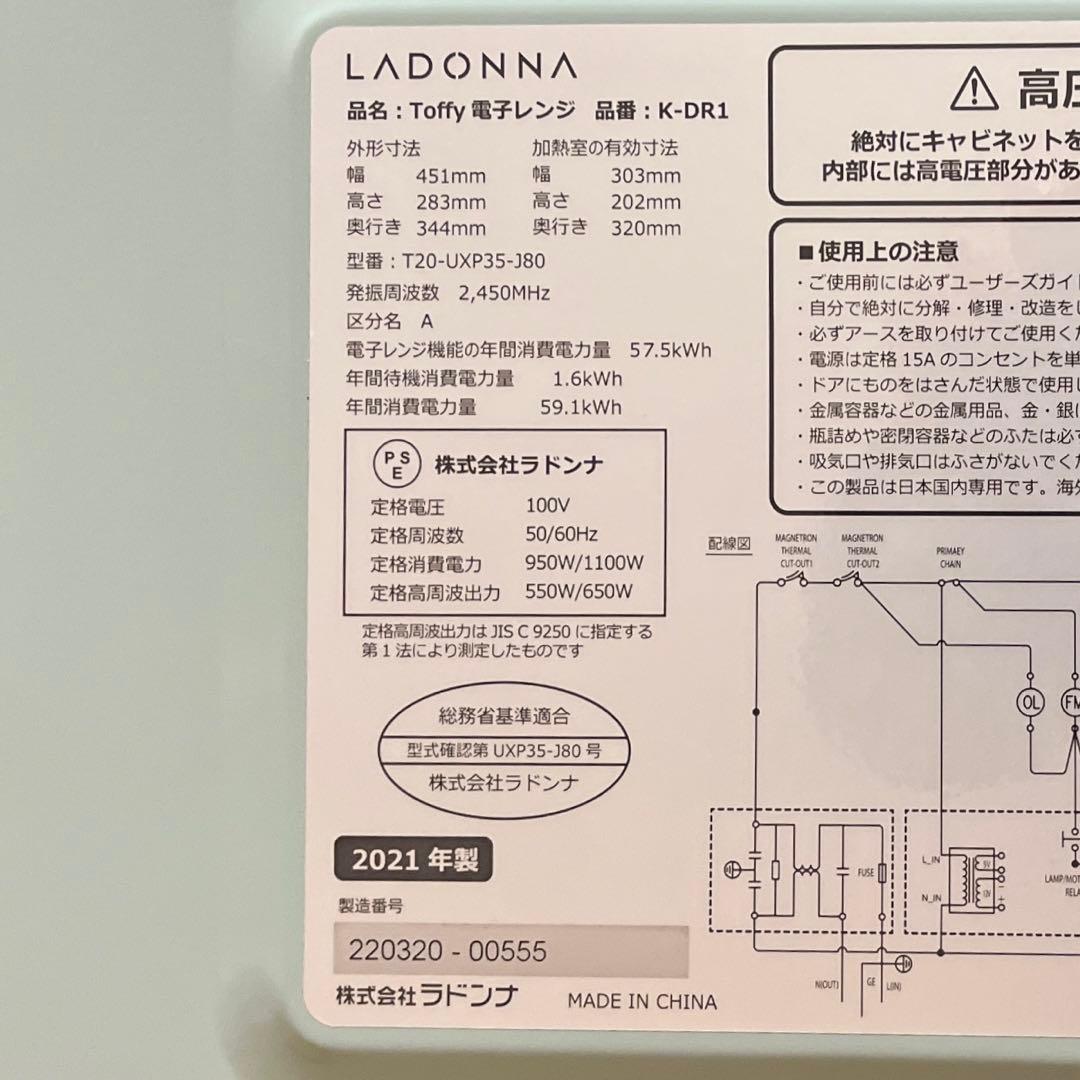 LADONNA
品名：Toffy 電子レンジ 品番：K-DR1
外形寸法 加熱室の有効寸法
幅 451mm 幅 303mm
高さ 283mm 高さ 202mm
奥行き 344mm 奥行き 320mm
型番：T20-UXP35-J80
発振周波数 2,450MHz
区分名 A
電子レンジ機能の年間消費電力量 57.5kWh
年間待機消費電力量 1.6kWh
年間消費電力量 59.1kWh
PSE 株式会社ラドンナ
定格電圧 100V
定格周波数 50/60Hz
定格消費電力 950W/1100W
定格高周波出力 550W/650W
定格高周波出力は JIS C 9250 に指定する
第1法により測定したものです
総務省基準適合
型式確認第 UXP35-J80 号
株式会社ラドンナ
2021 年製
製造番号
220320 - 00555
株式会社ラドンナ MADE IN CHINA
高圧
絶対にキャビネットを
内部には高電圧部分があ
■使用上の注意
・ご使用前には必ずユーザーズガイド
・自分で絶対に分解・修理・改造をし
・必ずアースを取り付けてご使用くだ
・電源は定格 15A のコンセントを単
・ドアにものをはさんだ状態で使用し
・金属容器などの金属用品、金・銀
・瓶詰めや密閉容器などのふたは必ず
・吸気口や排気口はふさがないでくだ
・この製品は日本国内専用です。海外
配線図
MAGNETRON
THERMAL
CUT-OUT1
MAGNETRON
THERMAL
CUT-OUT2
PRIMAEY
CHAIN
OL
FM
FUSE
L_IN
N_IN
5V
12V
LAMP/MOT
RELA
N(OUT)
GE
L(IN)